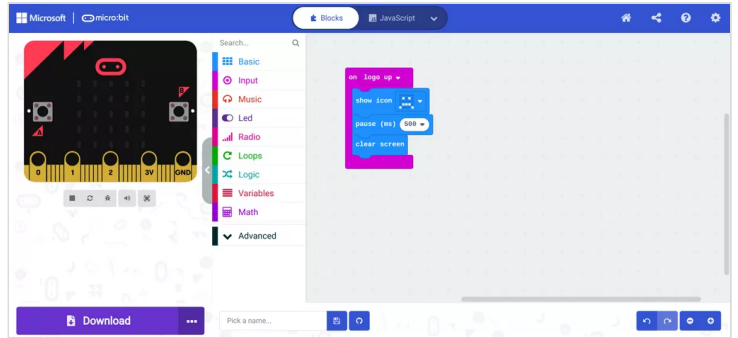 Microsoft micro:bit Blocks JavaScript
Search...
Basic
Input
Music
Led
Radio
Loops
Logic
Variables
Math
Advanced
B
A
0 1 2 3V GND
on logo up
show icon
pause (ms) 500
clear screen
Download
Pick a name...